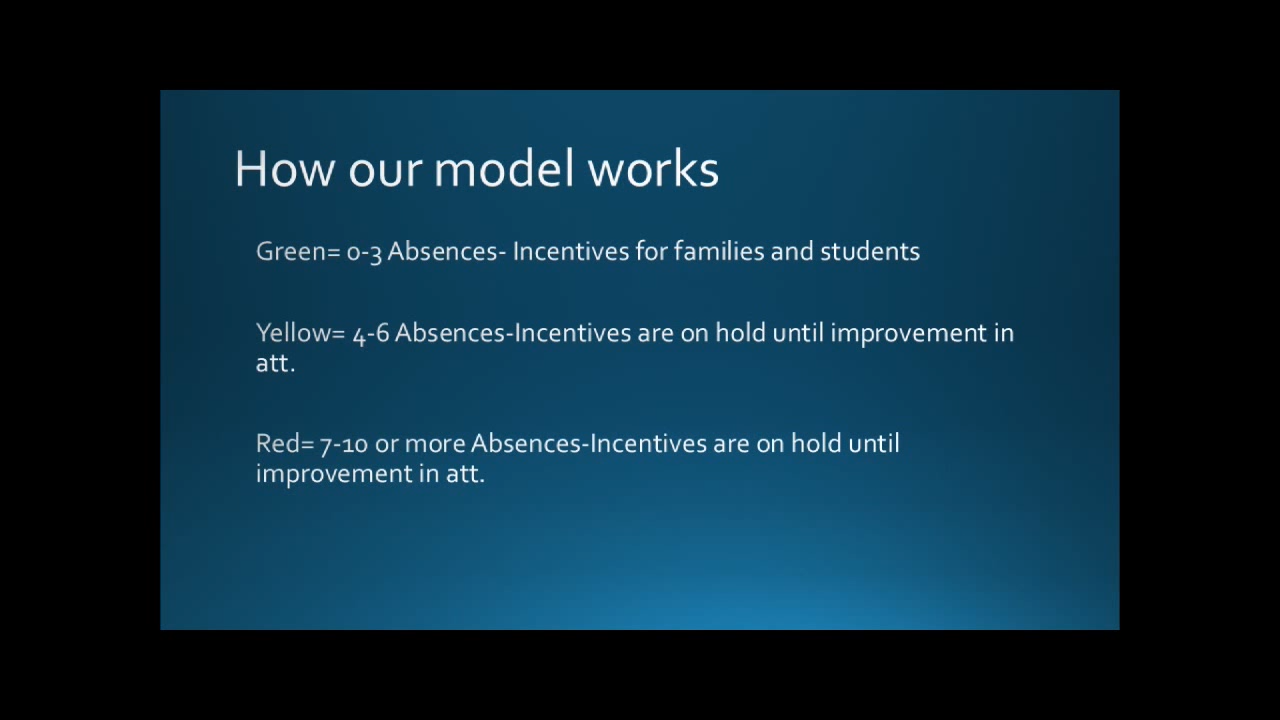 How our model works
Green= 0-3 Absences- Incentives for families and students
Yellow= 4-6 Absences-Incentives are on hold until improvement in
att.
Red= 7-10 or more Absences-Incentives are on hold until
improvement in att.